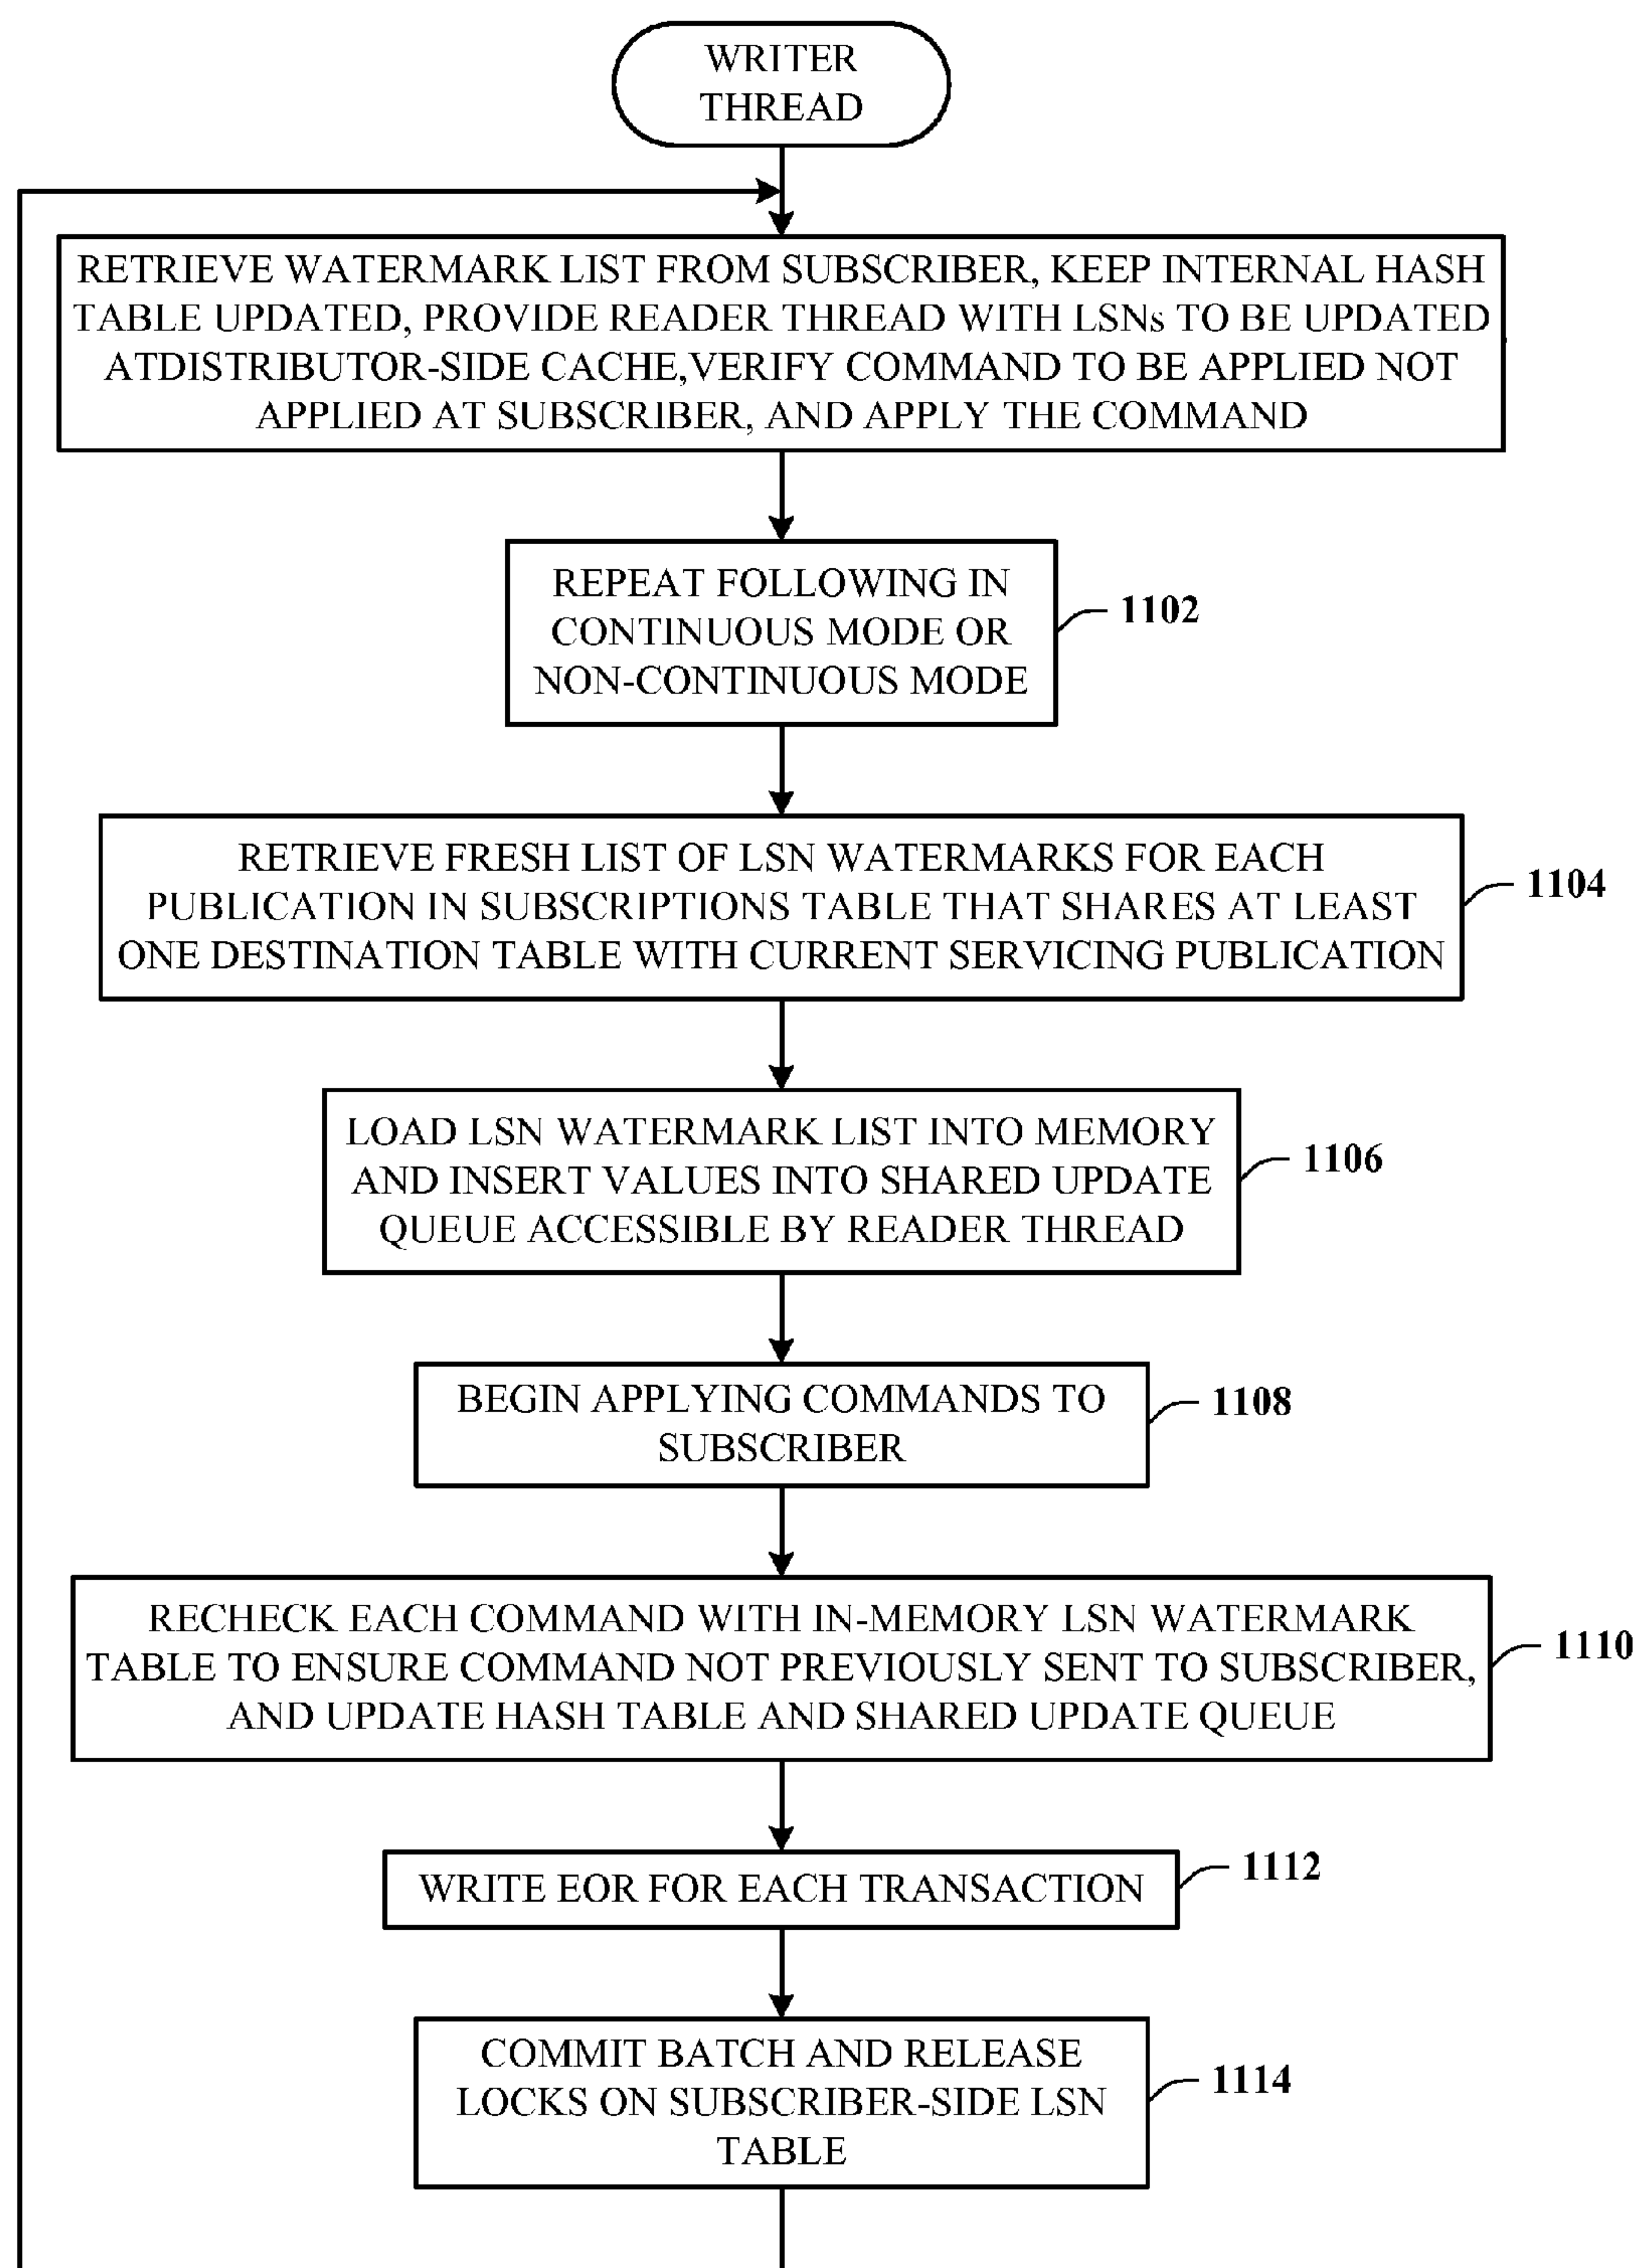 WRITER
THREAD
RETRIEVE WATERMARK LIST FROM SUBSCRIBER, KEEP INTERNAL HASH
TABLE UPDATED, PROVIDE READER THREAD WITH LSNs TO BE UPDATED
ATDISTRIBUTOR-SIDE CACHE,VERIFY COMMAND TO BE APPLIED NOT
APPLIED AT SUBSCRIBER, AND APPLY THE COMMAND
REPEAT FOLLOWING IN
CONTINUOUS MODE OR
NON-CONTINUOUS MODE
1102
RETRIEVE FRESH LIST OF LSN WATERMARKS FOR EACH
PUBLICATION IN SUBSCRIPTIONS TABLE THAT SHARES AT LEAST
ONE DESTINATION TABLE WITH CURRENT SERVICING PUBLICATION
1104
LOAD LSN WATERMARK LIST INTO MEMORY
AND INSERT VALUES INTO SHARED UPDATE
QUEUE ACCESSIBLE BY READER THREAD
1106
BEGIN APPLYING COMMANDS TO
SUBSCRIBER
1108
RECHECK EACH COMMAND WITH IN-MEMORY LSN WATERMARK
TABLE TO ENSURE COMMAND NOT PREVIOUSLY SENT TO SUBSCRIBER,
AND UPDATE HASH TABLE AND SHARED UPDATE QUEUE
1110
WRITE EOR FOR EACH TRANSACTION
1112
COMMIT BATCH AND RELEASE
LOCKS ON SUBSCRIBER-SIDE LSN
TABLE
1114